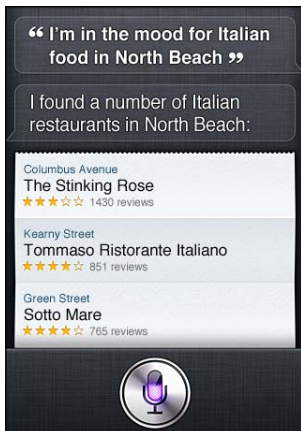 “ I’m in the mood for Italian
food in North Beach ”
I found a number of Italian
restaurants in North Beach:
Columbus Avenue
The Stinking Rose
1430 reviews
Kearny Street
Tommaso Ristorante Italiano
851 reviews
Green Street
Sotto Mare
765 reviews